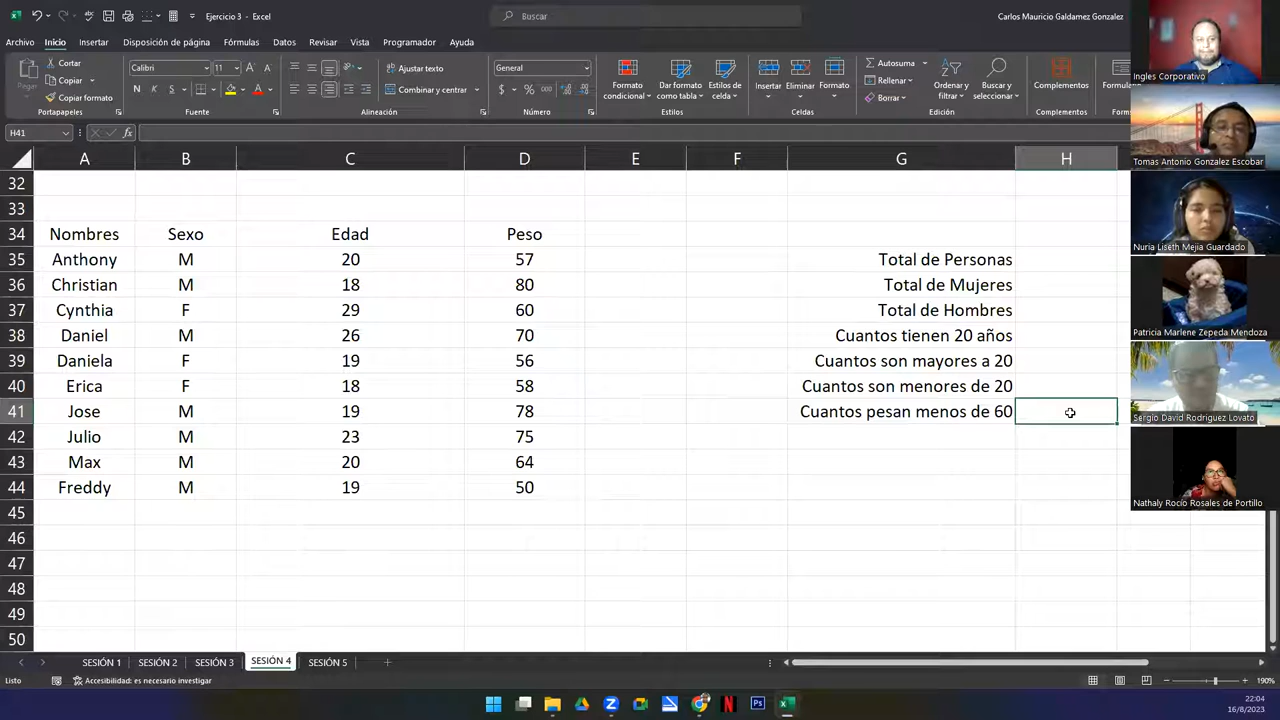 Ejercicio 3 - Excel
Buscar
Carlos Mauricio Galdamez Gonzalez
Archivo Inicio Insertar Disposición de página Fórmulas Datos Revisar Vista Programador Ayuda
Pegar
Cortar
Copiar
Copiar formato
Portapapeles
Calibri 11
N K S
Fuente
Ajustar texto
Combinar y centrar
Alineación
General
$ % 000
Número
Formato condicional
Dar formato como tabla
Estilos de celda
Estilos
Insertar
Eliminar
Formato
Celdas
Autosuma
Rellenar
Borrar
Ordenar y filtrar
Buscar y seleccionar
Edición
Complementos
Complementos
Formular
H41
fx
A B C D E F G H
32
33
34 Nombres Sexo Edad Peso
35 Anthony M 20 57 Total de Personas
36 Christian M 18 80 Total de Mujeres
37 Cynthia F 29 60 Total de Hombres
38 Daniel M 26 70 Cuantos tienen 20 años
39 Daniela F 19 56 Cuantos son mayores a 20
40 Erica F 18 58 Cuantos son menores de 20
41 Jose M 19 78 Cuantos pesan menos de 60
42 Julio M 23 75
43 Max M 20 64
44 Freddy M 19 50
45
46
47
48
49
50
SESIÓN 1 SESIÓN 2 SESIÓN 3 SESIÓN 4 SESIÓN 5
Listo
Accesibilidad: es necesario investigar
190%
22:04
16/8/2023
Ingles Corporativo
Tomas Antonio Gonzalez Escobar
Nuria Liseth Mejia Guardado
Patricia Marlene Zepeda Mendoza
Sergio David Rodriguez Lovato
Nathaly Rocío Rosales de Portillo